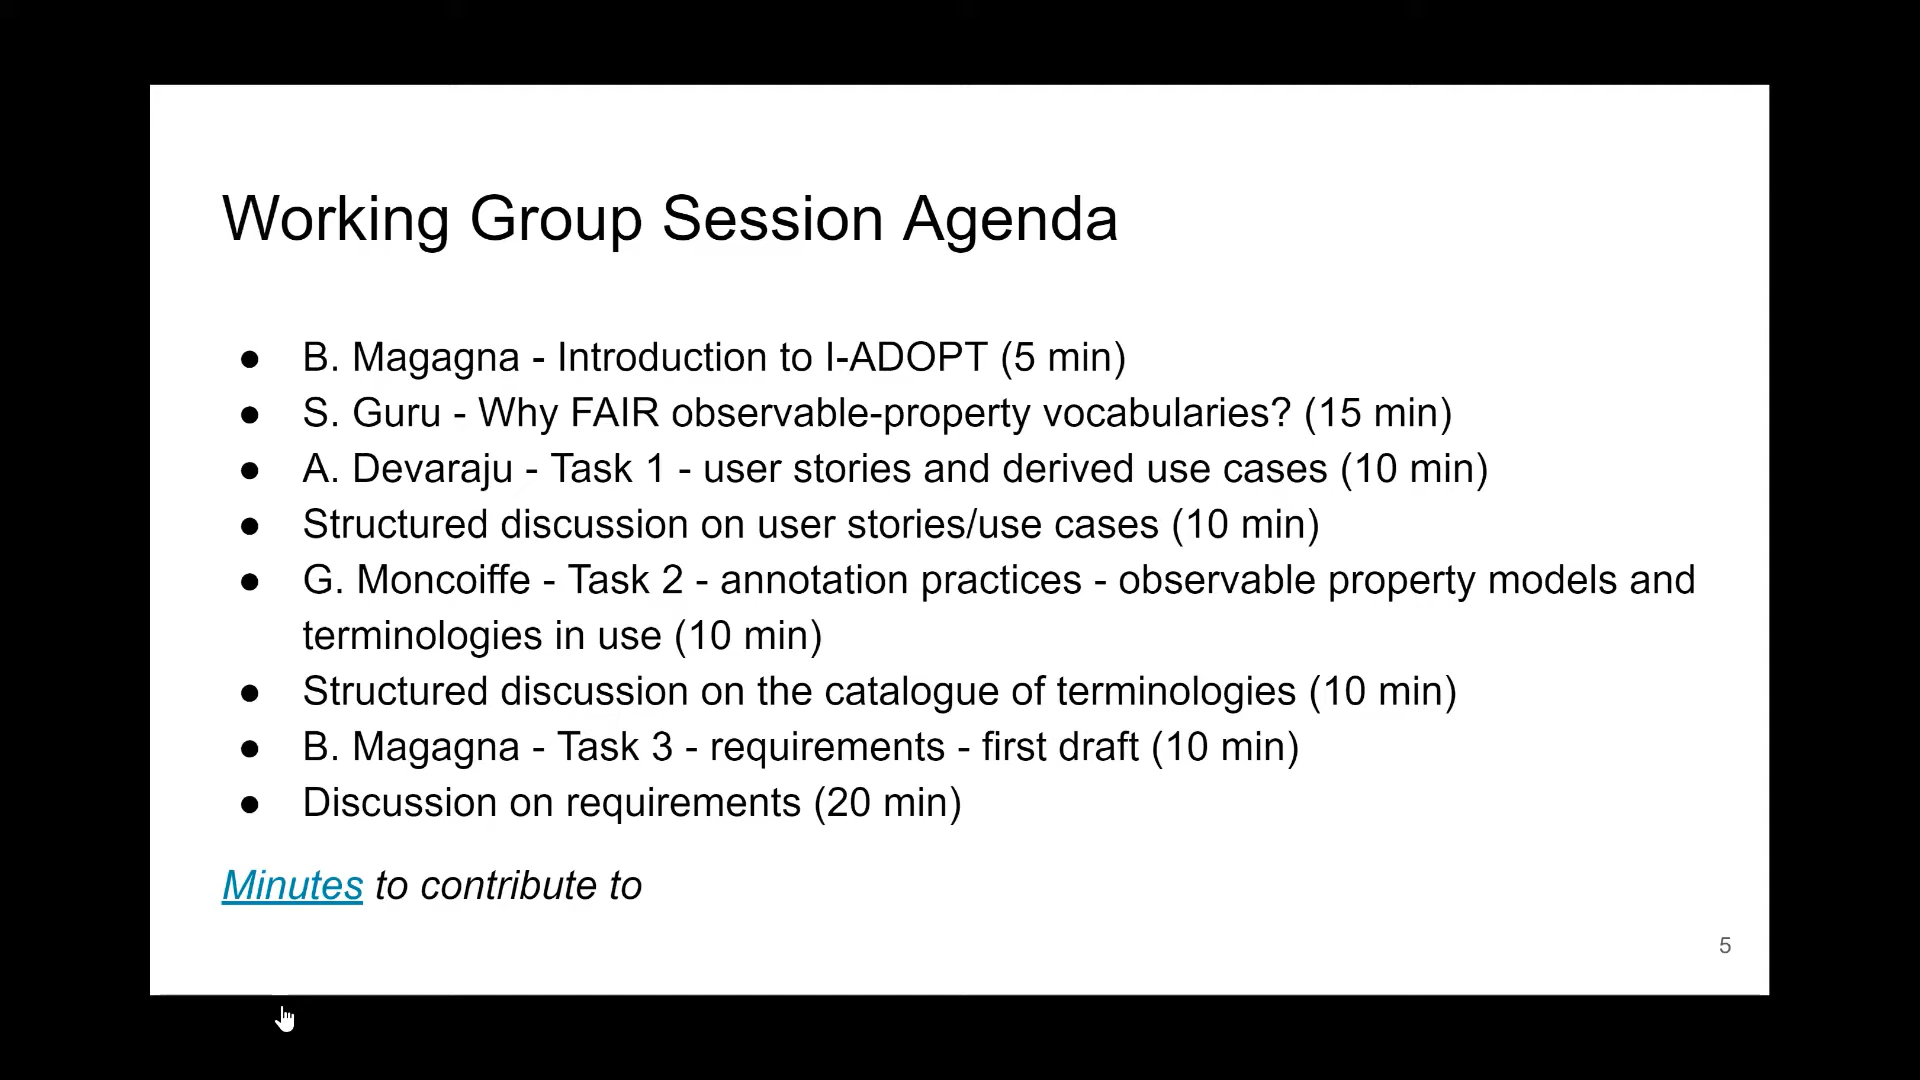 Working Group Session Agenda
● B. Magagna - Introduction to I-ADOPT (5 min)
● S. Guru - Why FAIR observable-property vocabularies? (15 min)
● A. Devaraju - Task 1 - user stories and derived use cases (10 min)
● Structured discussion on user stories/use cases (10 min)
● G. Moncoiffe - Task 2 - annotation practices - observable property models and
terminologies in use (10 min)
● Structured discussion on the catalogue of terminologies (10 min)
● B. Magagna - Task 3 - requirements - first draft (10 min)
● Discussion on requirements (20 min)
Minutes to contribute to
5